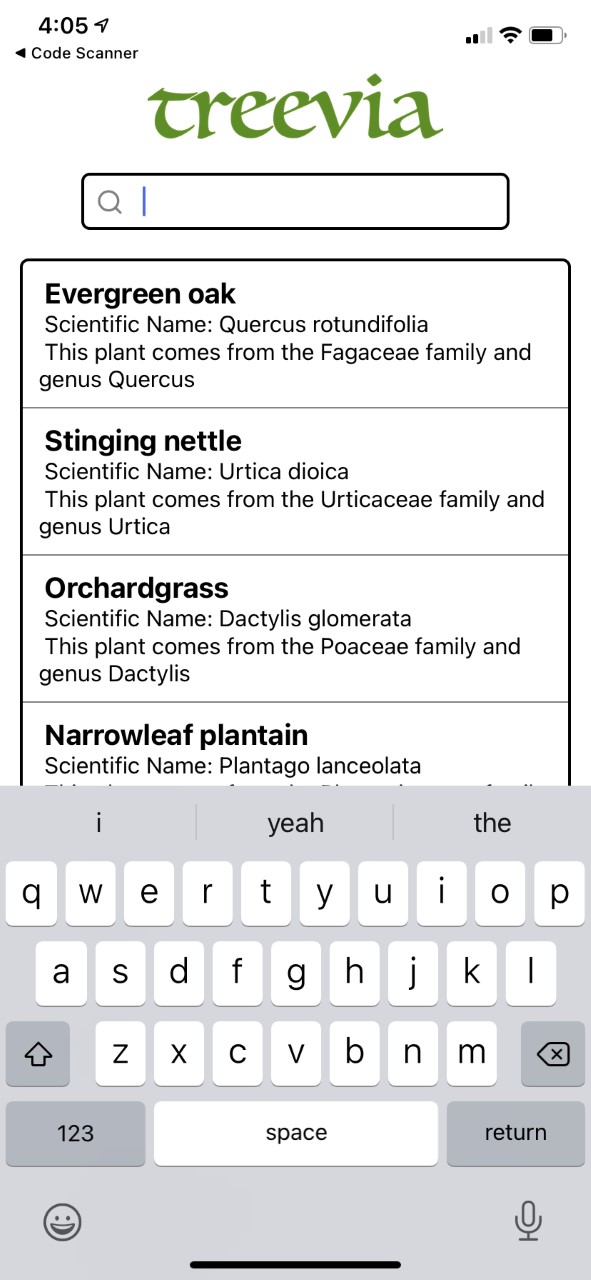 4:05
◀ Code Scanner
treevia
Evergreen oak
Scientific Name: Quercus rotundifolia
This plant comes from the Fagaceae family and
genus Quercus
Stinging nettle
Scientific Name: Urtica dioica
This plant comes from the Urticaceae family and
genus Urtica
Orchardgrass
Scientific Name: Dactylis glomerata
This plant comes from the Poaceae family and
genus Dactylis
Narrowleaf plantain
Scientific Name: Plantago lanceolata
i yeah the
q w e r t y u i o p
a s d f g h j k l
z x c v b n m
123 space return